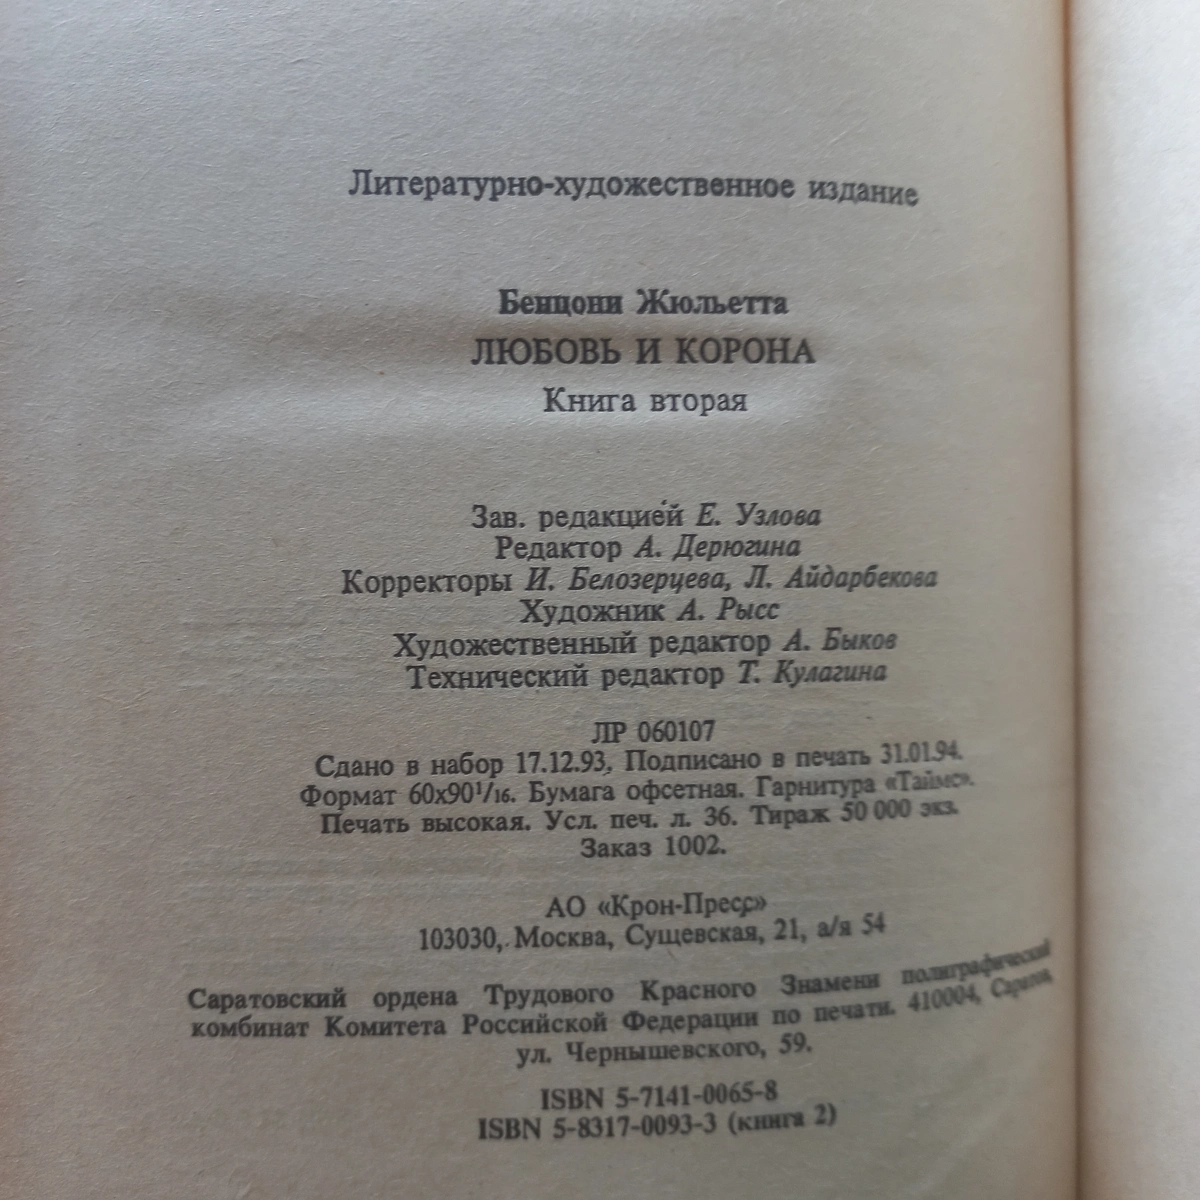 Литературно-художественное издание
Бенцони Жюльетта
ЛЮБОВЬ И КОРОНА
Книга вторая
Зав. редакцией Е. Узлова
Редактор А. Дерюгина
Корректоры И. Белозерцева, Л. Айдарбекова
Художник А. Рысс
Художественный редактор А. Быков
Технический редактор Т. Кулагина
ЛР 060107
Сдано в набор 17.12.93. Подписано в печать 31.01.94.
Формат 60х90¹/₁₆. Бумага офсетная. Гарнитура «Таймс».
Печать высокая. Усл. печ. л. 36. Тираж 50 000 экз.
Заказ 1002.
АО «Крон-Пресс»
103030, Москва, Сущевская, 21, а/я 54
Саратовский ордена Трудового Красного Знамени полиграфический
комбинат Комитета Российской Федерации по печати. 410004, Саратов,
ул. Чернышевского, 59.
ISBN 5-7141-0065-8
ISBN 5-8317-0093-3 (книга 2)